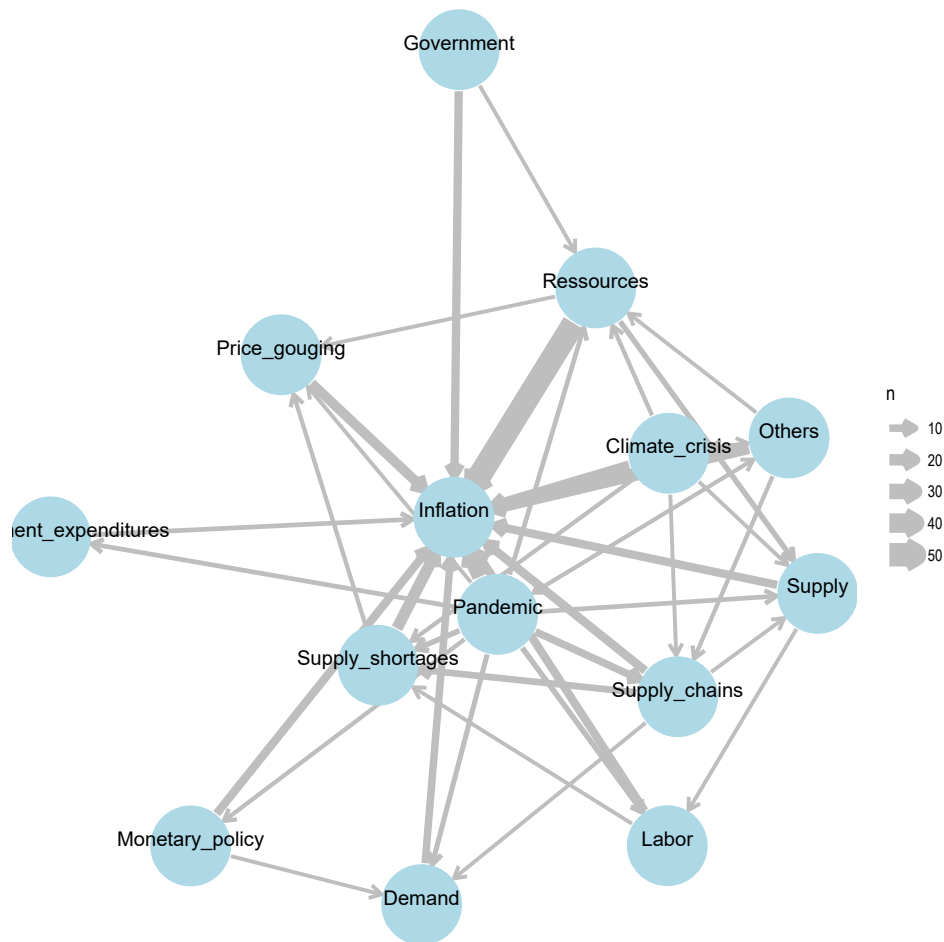 Government
Ressources
Price_gouging
n
10
Others
Climate_crisis
20
30
Inflation
40
ent_expenditures
50
Supply
Pandemic
Supply_shortages
Supply_chains
Monetary_policy
Labor
Demand